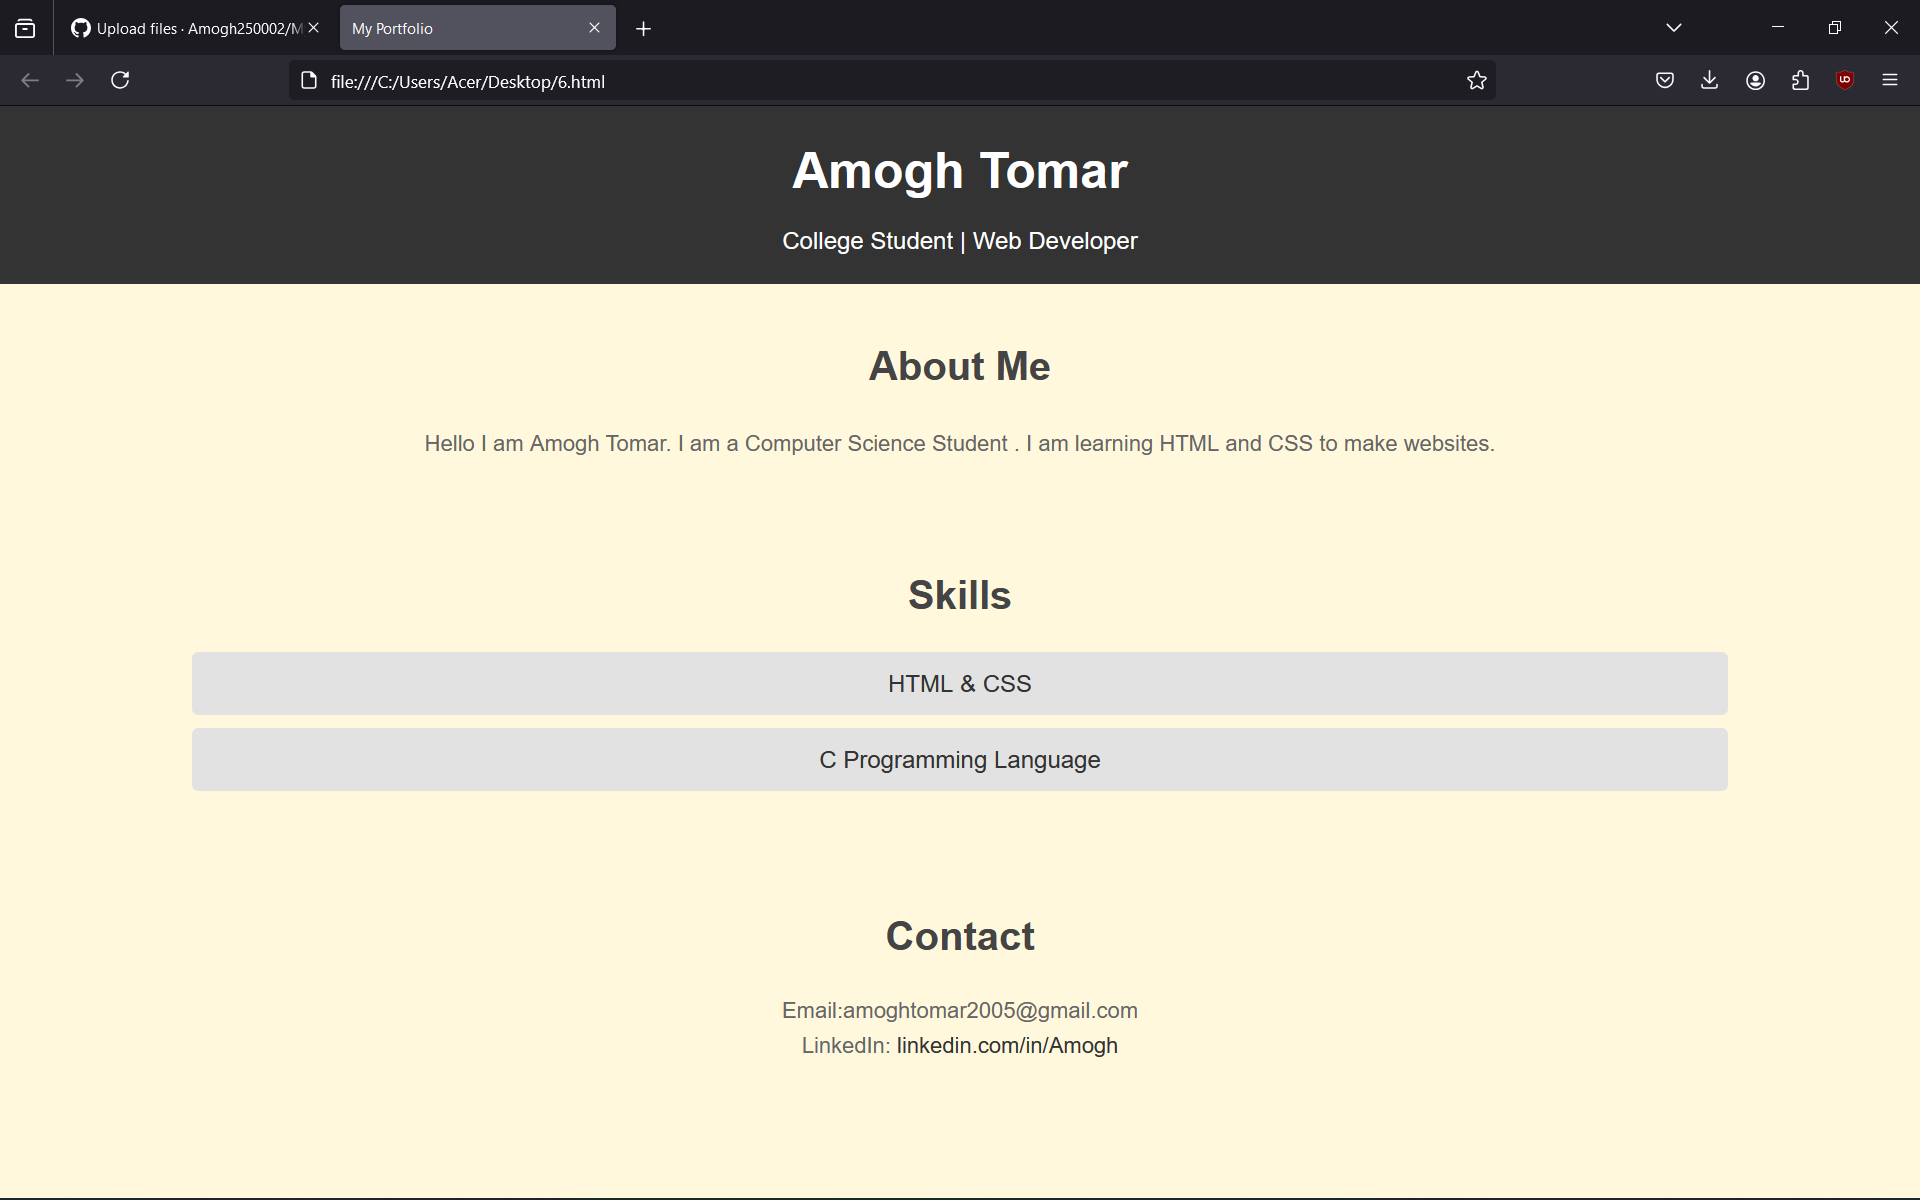 Upload files · Amogh250002/M
My Portfolio
file:///C:/Users/Acer/Desktop/6.html
Amogh Tomar
College Student | Web Developer
About Me
Hello I am Amogh Tomar. I am a Computer Science Student . I am learning HTML and CSS to make websites.
Skills
HTML & CSS
C Programming Language
Contact
Email:amoghtomar2005@gmail.com
LinkedIn: linkedin.com/in/Amogh